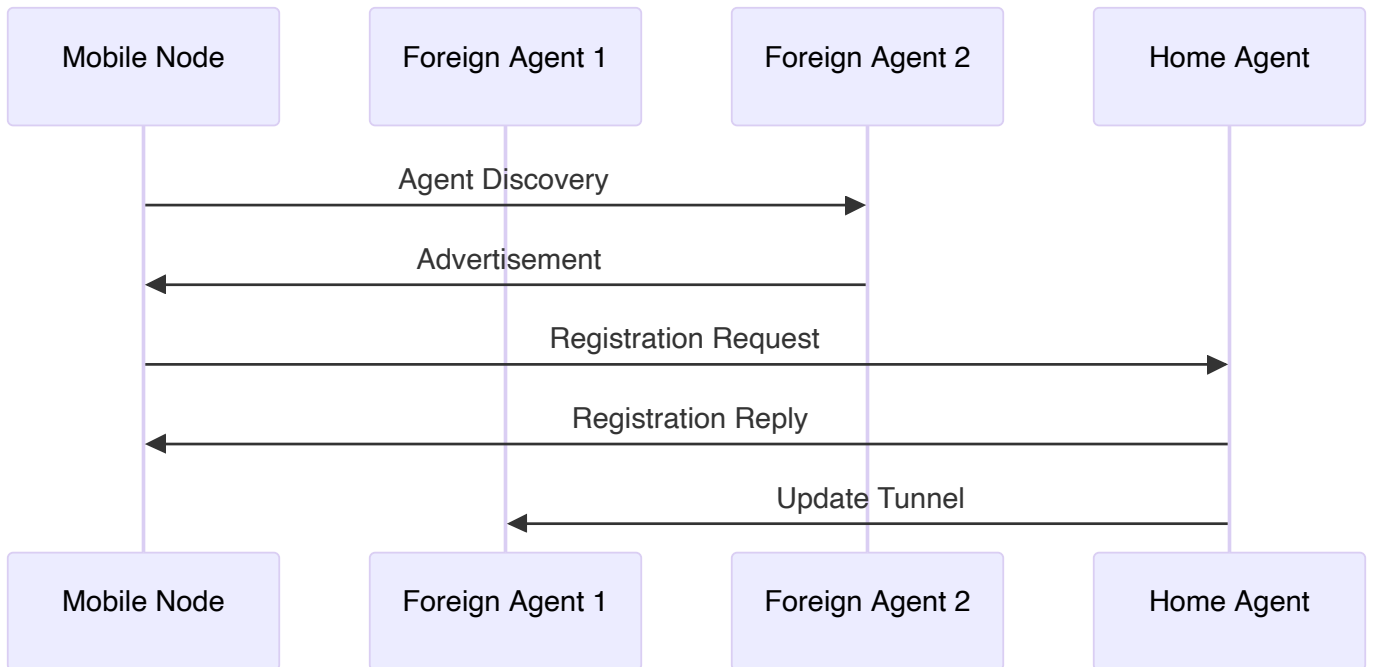 Mobile Node
Foreign Agent 1
Foreign Agent 2
Home Agent
Agent Discovery
Advertisement
Registration Request
Registration Reply
Update Tunnel
Mobile Node
Foreign Agent 1
Foreign Agent 2
Home Agent